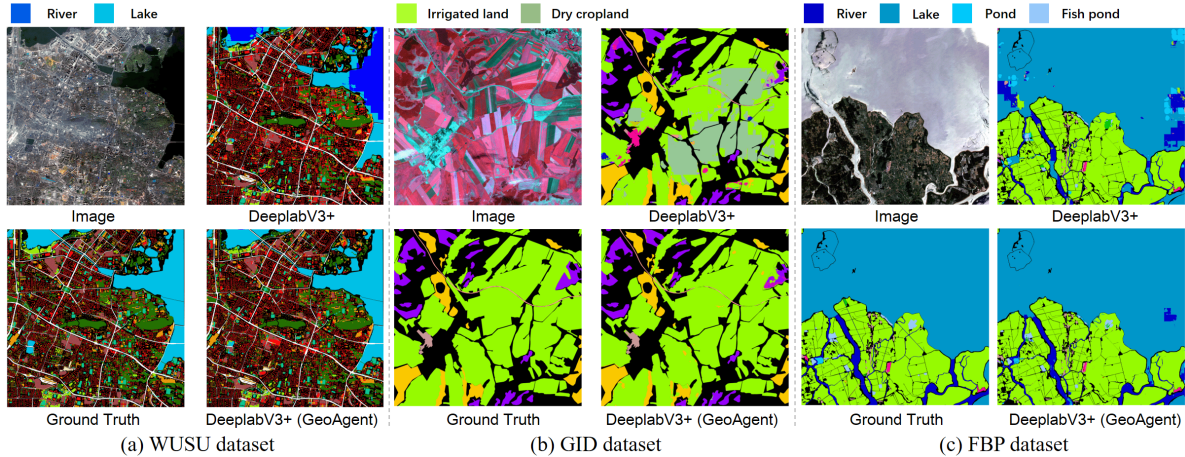 River Lake
Irrigated land Dry cropland
River Lake Pond Fish pond
Image DeeplabV3+
Image DeeplabV3+
Image DeeplabV3+
Ground Truth DeeplabV3+ (GeoAgent)
Ground Truth DeeplabV3+ (GeoAgent)
Ground Truth DeeplabV3+ (GeoAgent)
(a) WUSU dataset
(b) GID dataset
(c) FBP dataset